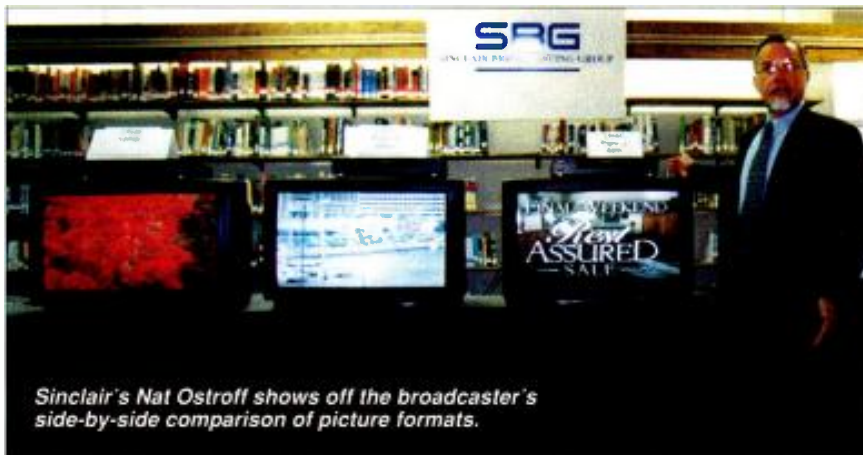 SBG
SINCLAIR BROADCASTING GROUP
FINAL WEEKEND
Rest
ASSURED
SALE
Sinclair's Nat Ostroff shows off the broadcaster's
side-by-side comparison of picture formats.